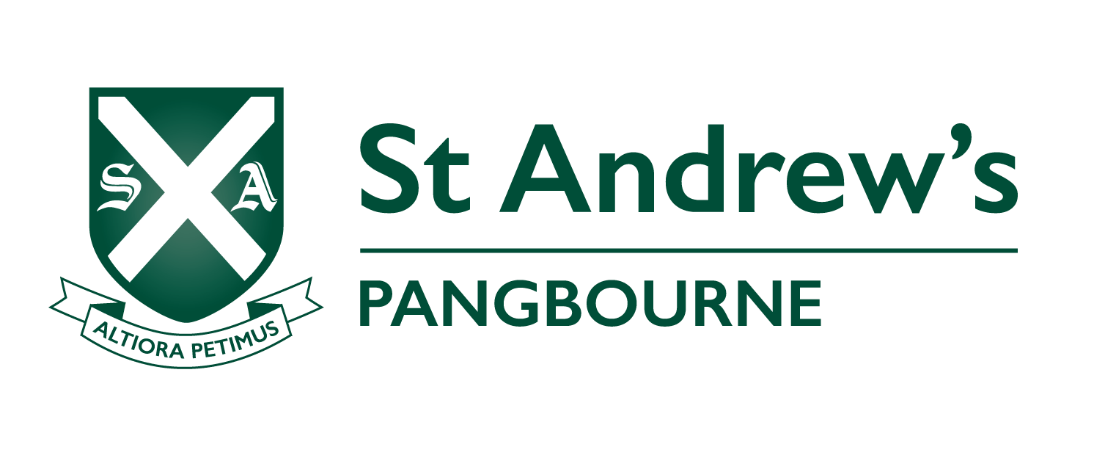 S A
ALTIORA PETIMUS
St Andrew’s
PANGBOURNE